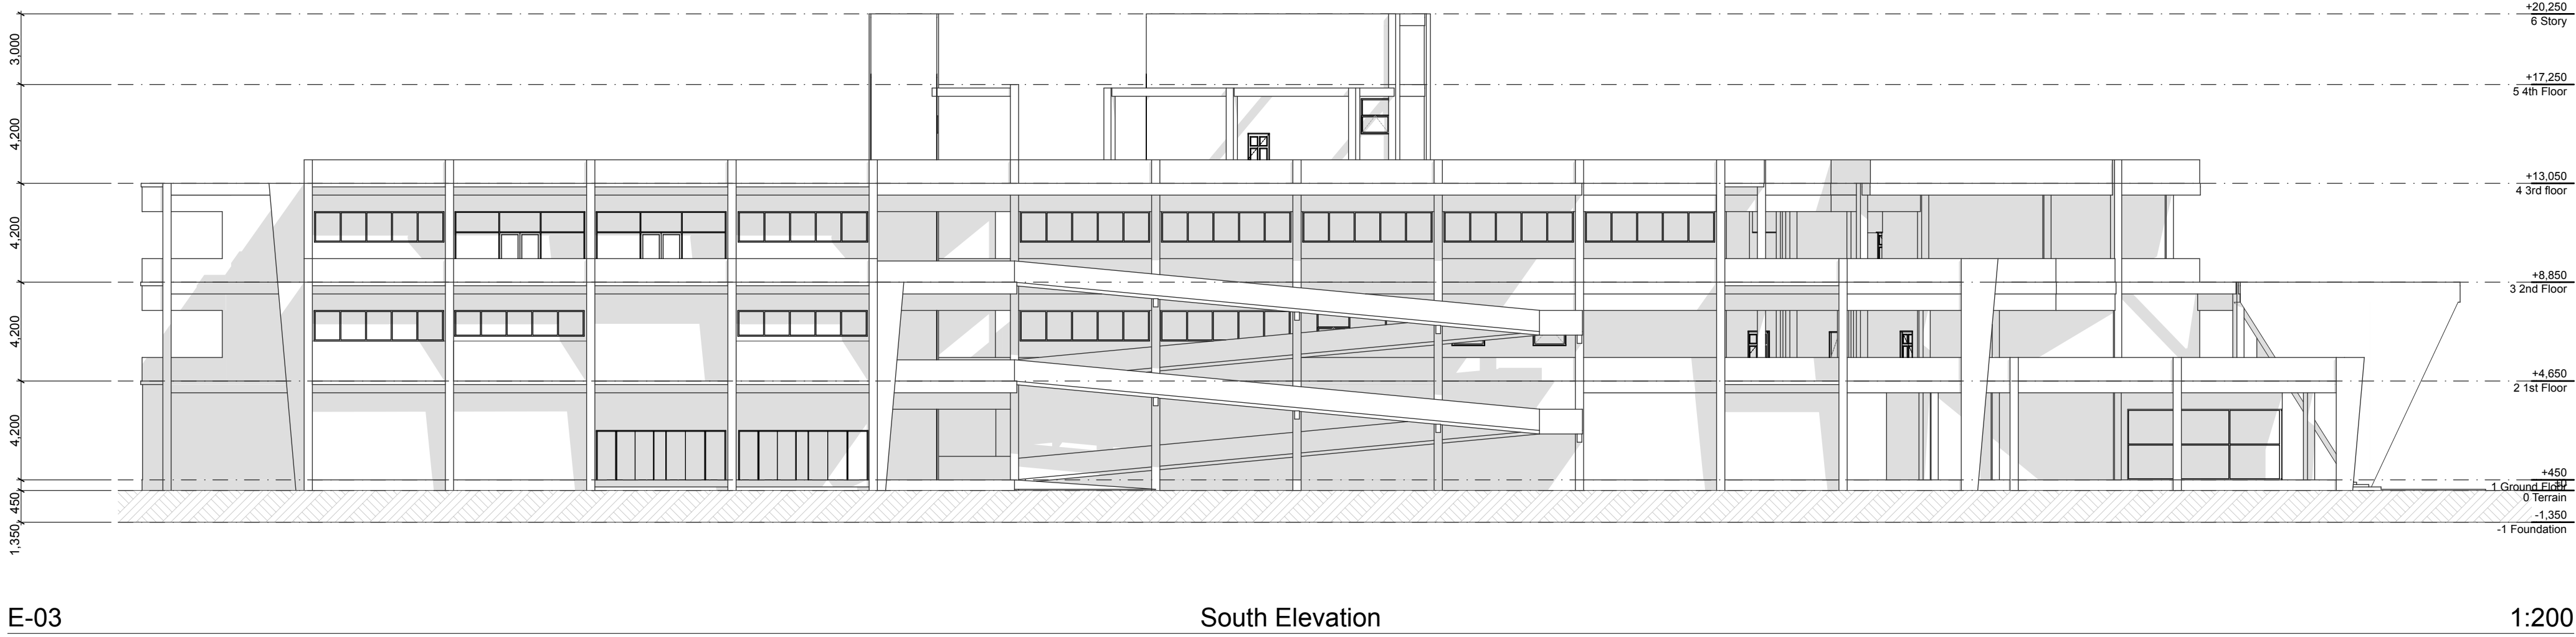 +20,250
6 Story
3,000
+17,250
5 4th Floor
4,200
+13,050
4 3rd floor
4,200
+8,850
3 2nd Floor
4,200
+4,650
2 1st Floor
4,200
+450
1 Ground Floor
0 Terrain
450
-1,350
-1 Foundation
1,350
E-03
South Elevation
1:200